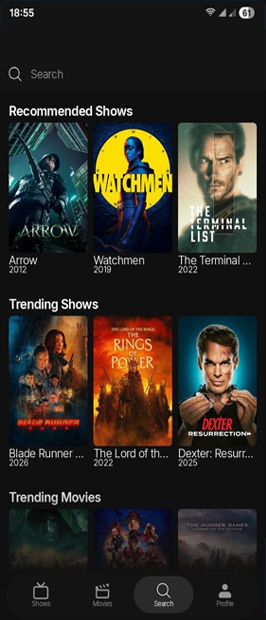 18:55
61
Search
Recommended Shows
ARROW
WATCHMEN
THE
TERMINAL
LIST
Arrow
2012
Watchmen
2019
The Terminal ...
2022
Trending Shows
BLADE RUNNER
THE LORD OF THE RINGS
THE
RINGS
OF
POWER
DEXTER
RESURRECTION
Blade Runner ...
2026
The Lord of th...
2022
Dexter: Resurr...
2025
Trending Movies
THE HUNGER GAMES
Shows
Movies
Search
Profile